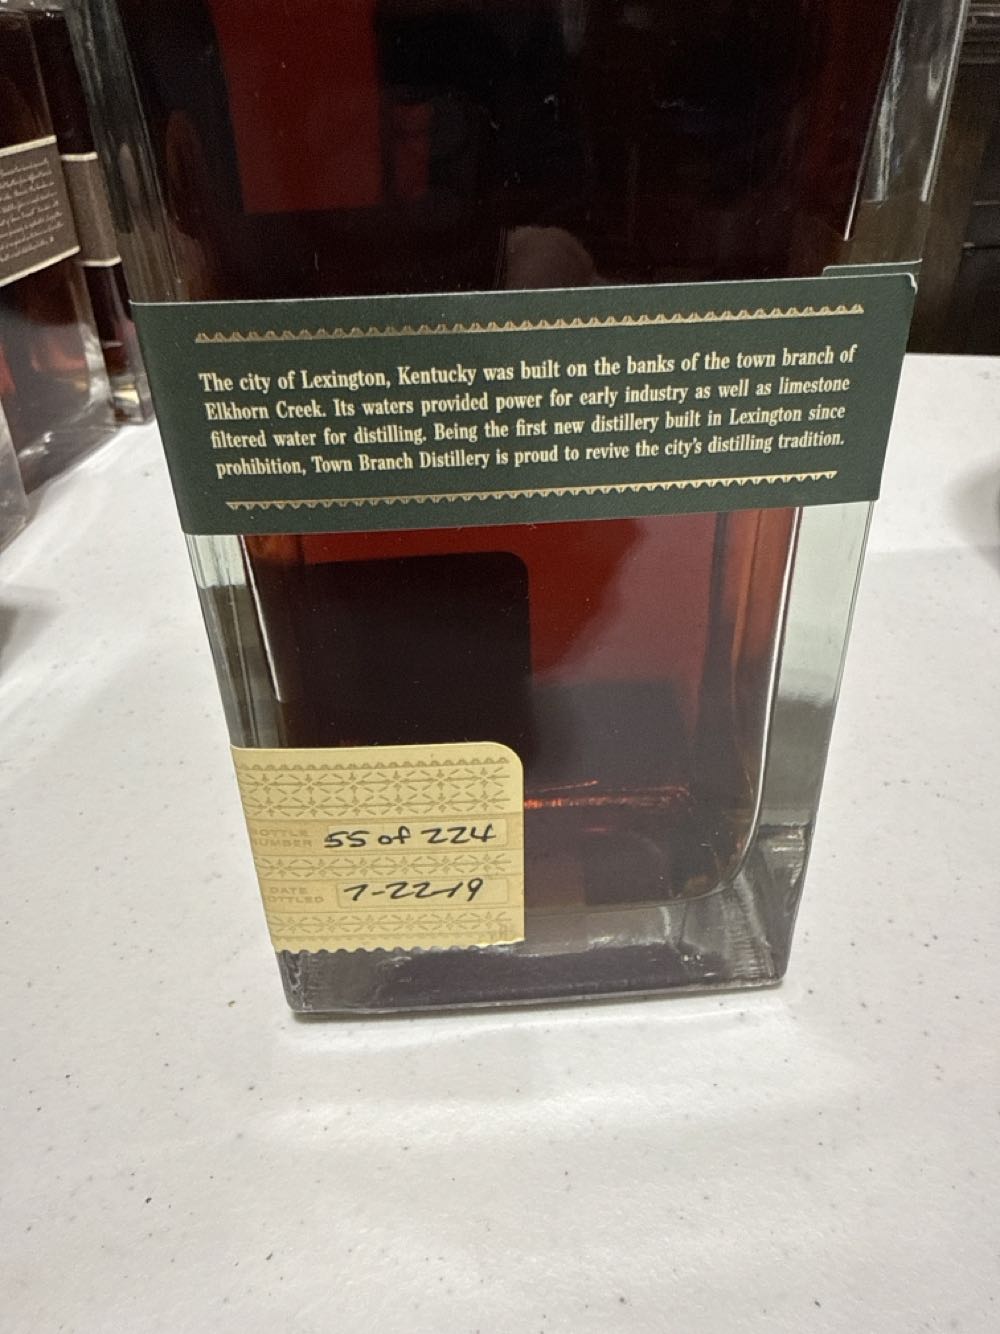 The city of Lexington, Kentucky was built on the banks of the town branch of
Elkhorn Creek. Its waters provided power for early industry as well as limestone
filtered water for distilling. Being the first new distillery built in Lexington since
prohibition, Town Branch Distillery is proud to revive the city's distilling tradition.
BOTTLE
NUMBER 55 of 224
DATE
BOTTLED 7-22-19